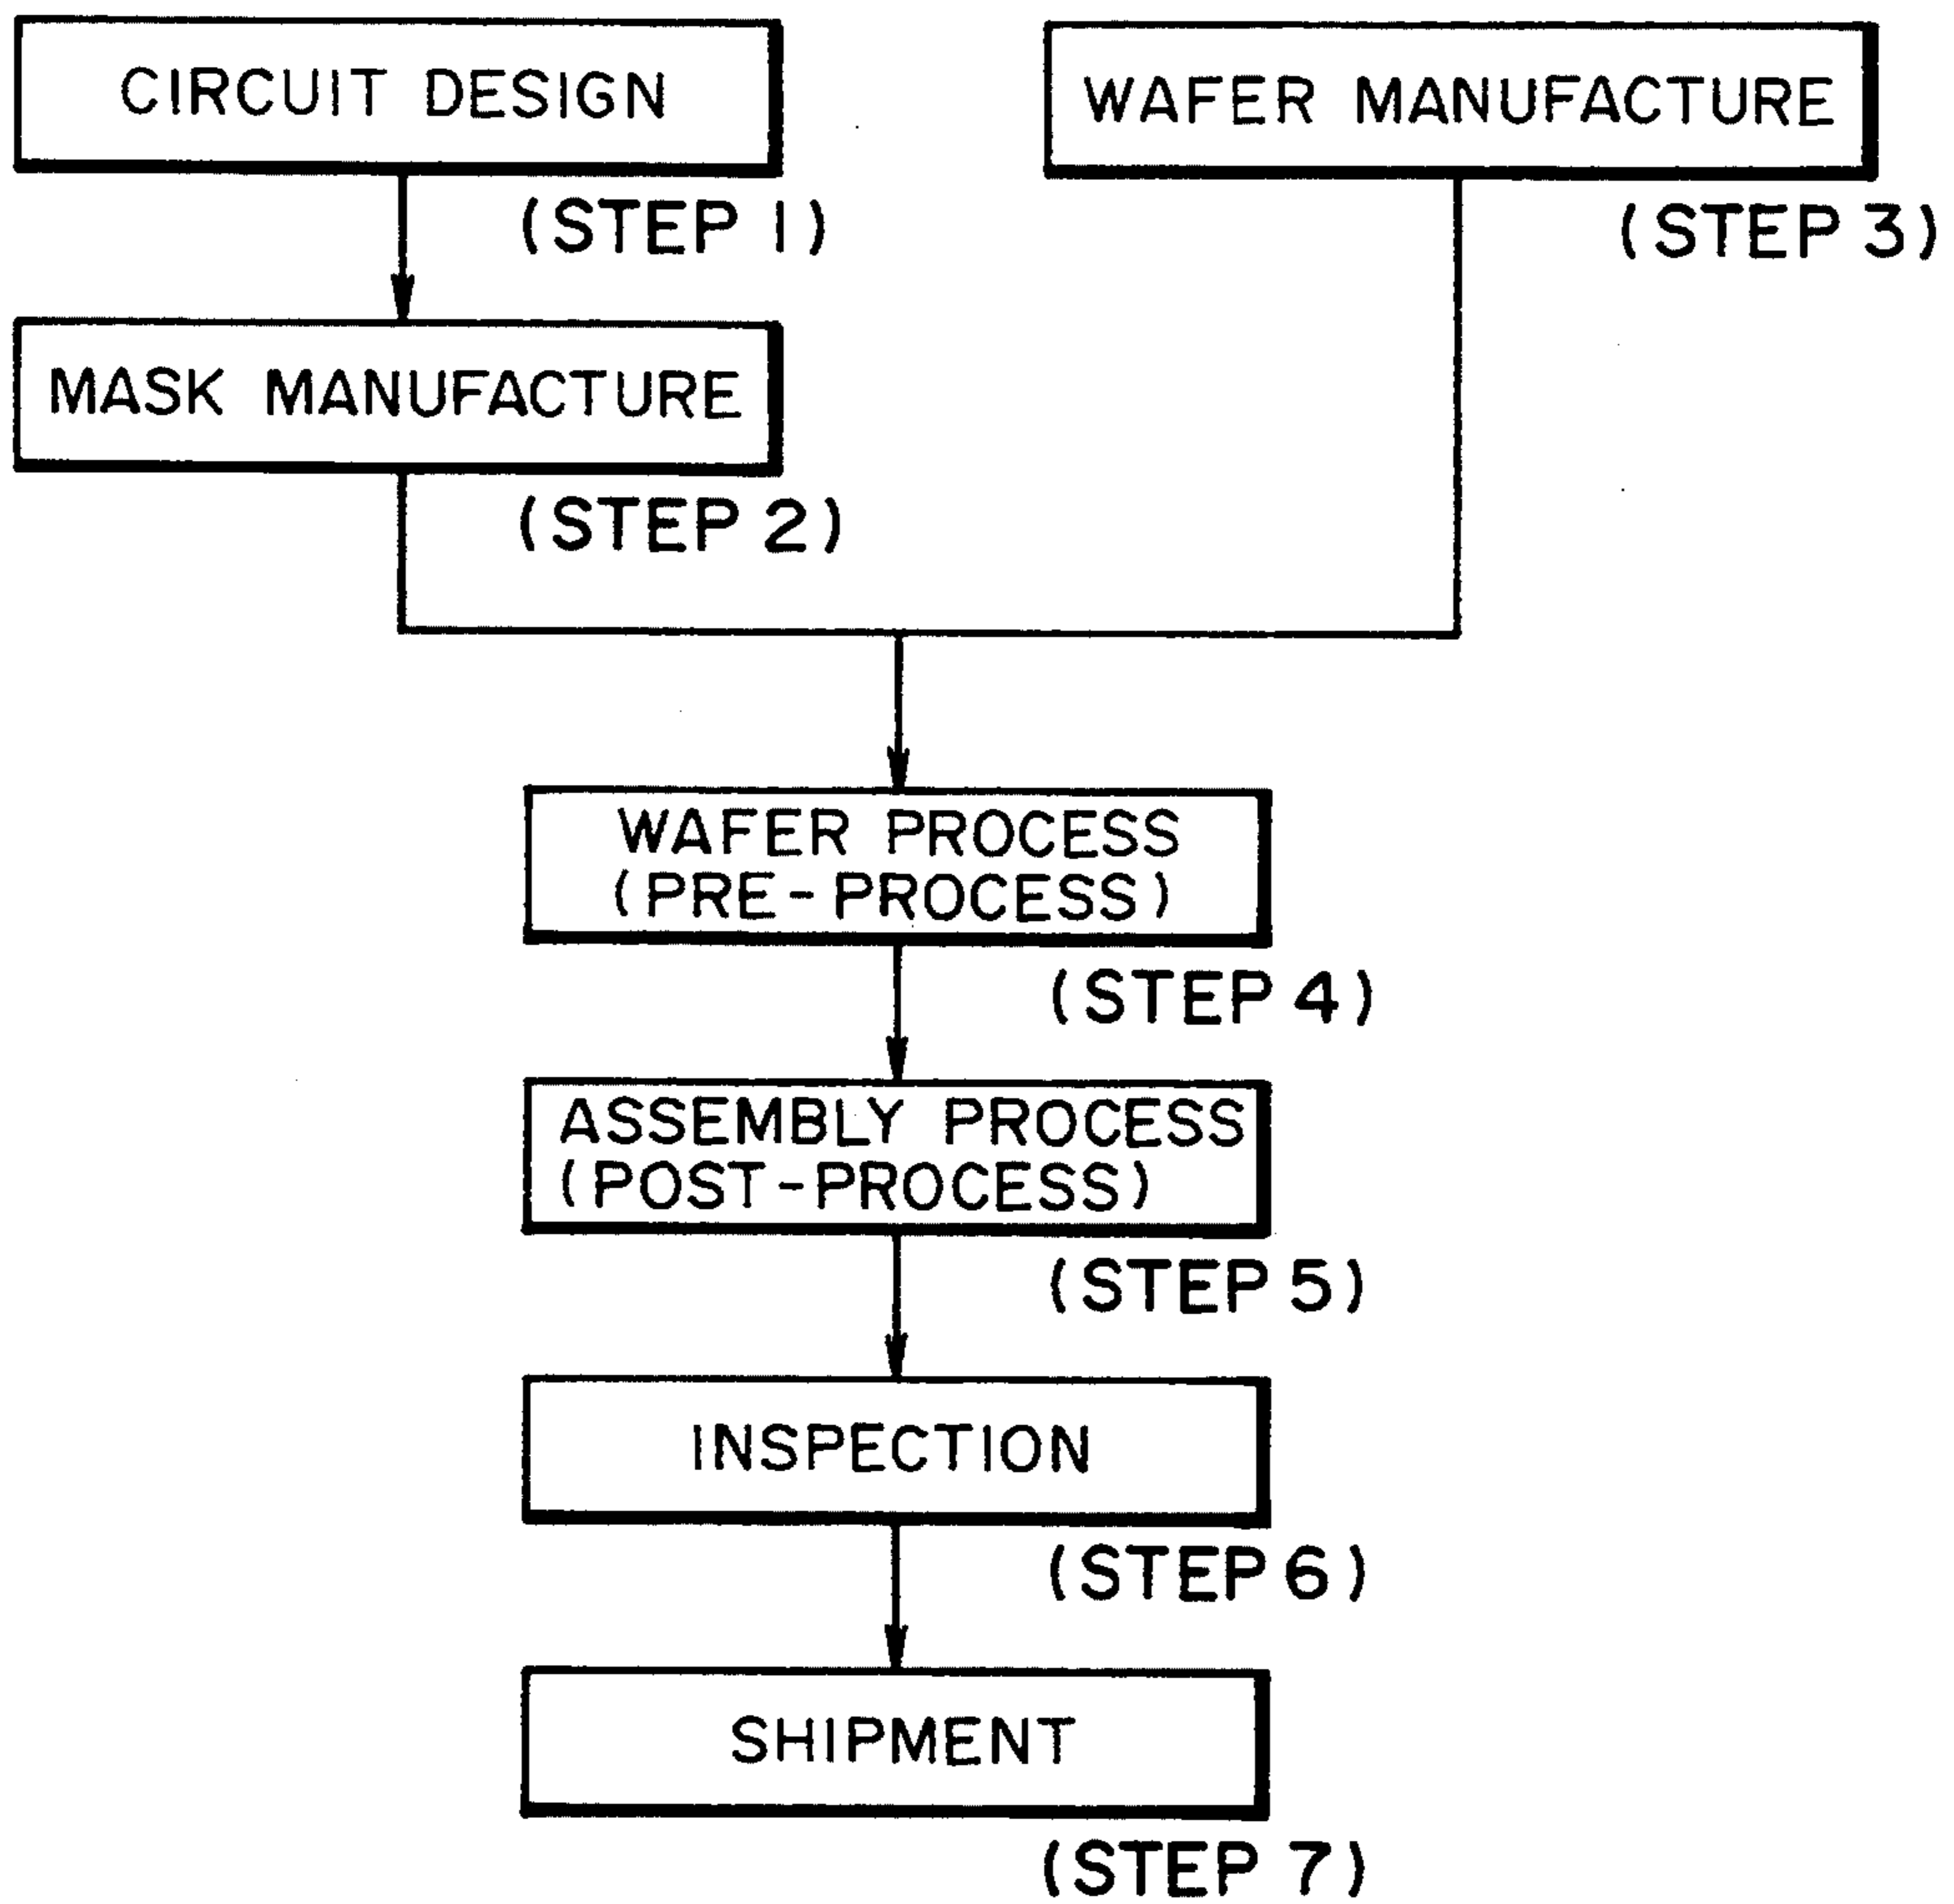 CIRCUIT DESIGN
(STEP 1)
WAFER MANUFACTURE
(STEP 3)
MASK MANUFACTURE
(STEP 2)
WAFER PROCESS
(PRE-PROCESS)
(STEP 4)
ASSEMBLY PROCESS
(POST-PROCESS)
(STEP 5)
INSPECTION
(STEP 6)
SHIPMENT
(STEP 7)